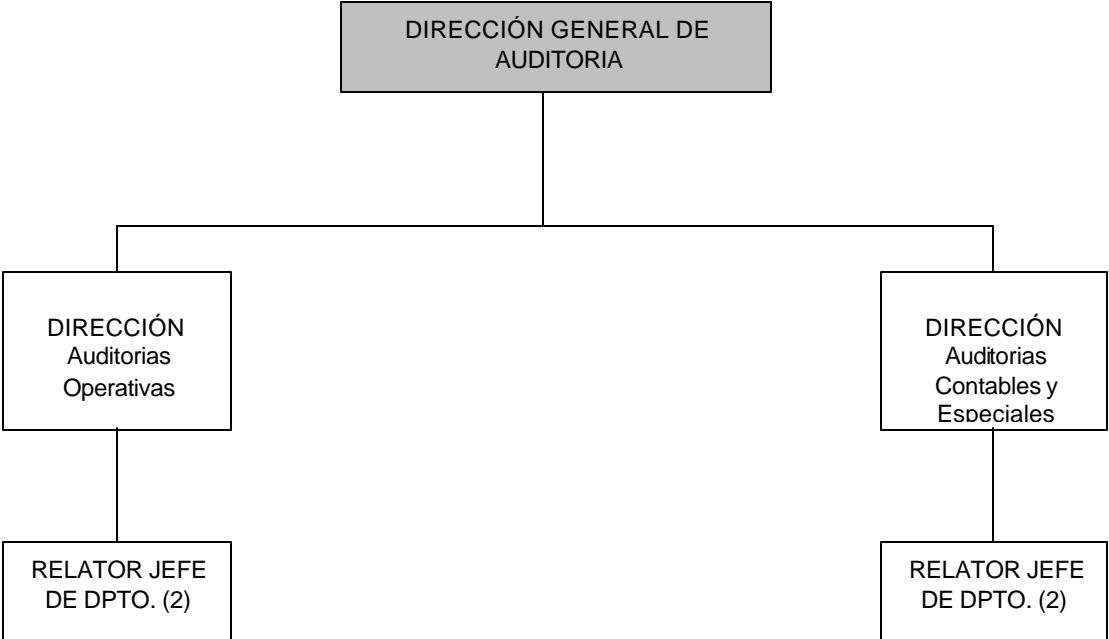 DIRECCIÓN GENERAL DE
AUDITORIA
DIRECCIÓN
Auditorias
Operativas
DIRECCIÓN
Auditorias
Contables y
Especiales
RELATOR JEFE
DE DPTO. (2)
RELATOR JEFE
DE DPTO. (2)